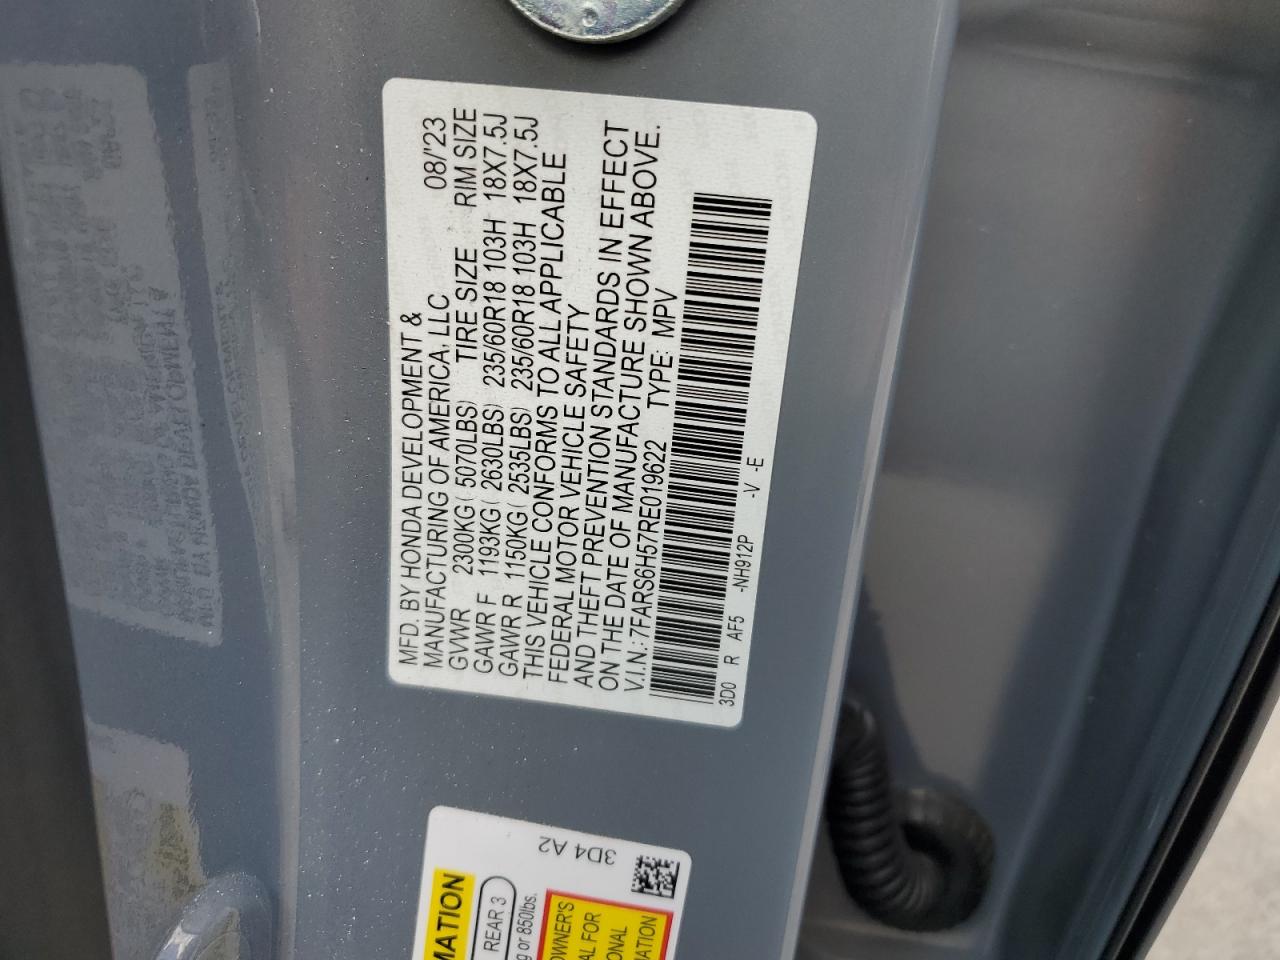 MFD. BY HONDA DEVELOPMENT &
MANUFACTURING OF AMERICA, LLC 08/'23
GVWR 2300KG( 5070LBS) TIRE SIZE RIM SIZE
GAWR F 1193KG( 2630LBS) 235/60R18 103H 18X7.5J
GAWR R 1150KG( 2535LBS) 235/60R18 103H 18X7.5J
THIS VEHICLE CONFORMS TO ALL APPLICABLE
FEDERAL MOTOR VEHICLE SAFETY
AND THEFT PREVENTION STANDARDS IN EFFECT
ON THE DATE OF MANUFACTURE SHOWN ABOVE.
V.I.N.: 7FARS6H57RE019622 TYPE: MPV
3D0 R AF5 -NH912P -V -E
3D4 A2
MATION
REAR 3
g or 850lbs.
OWNER'S
AL FOR
ONAL
MATION